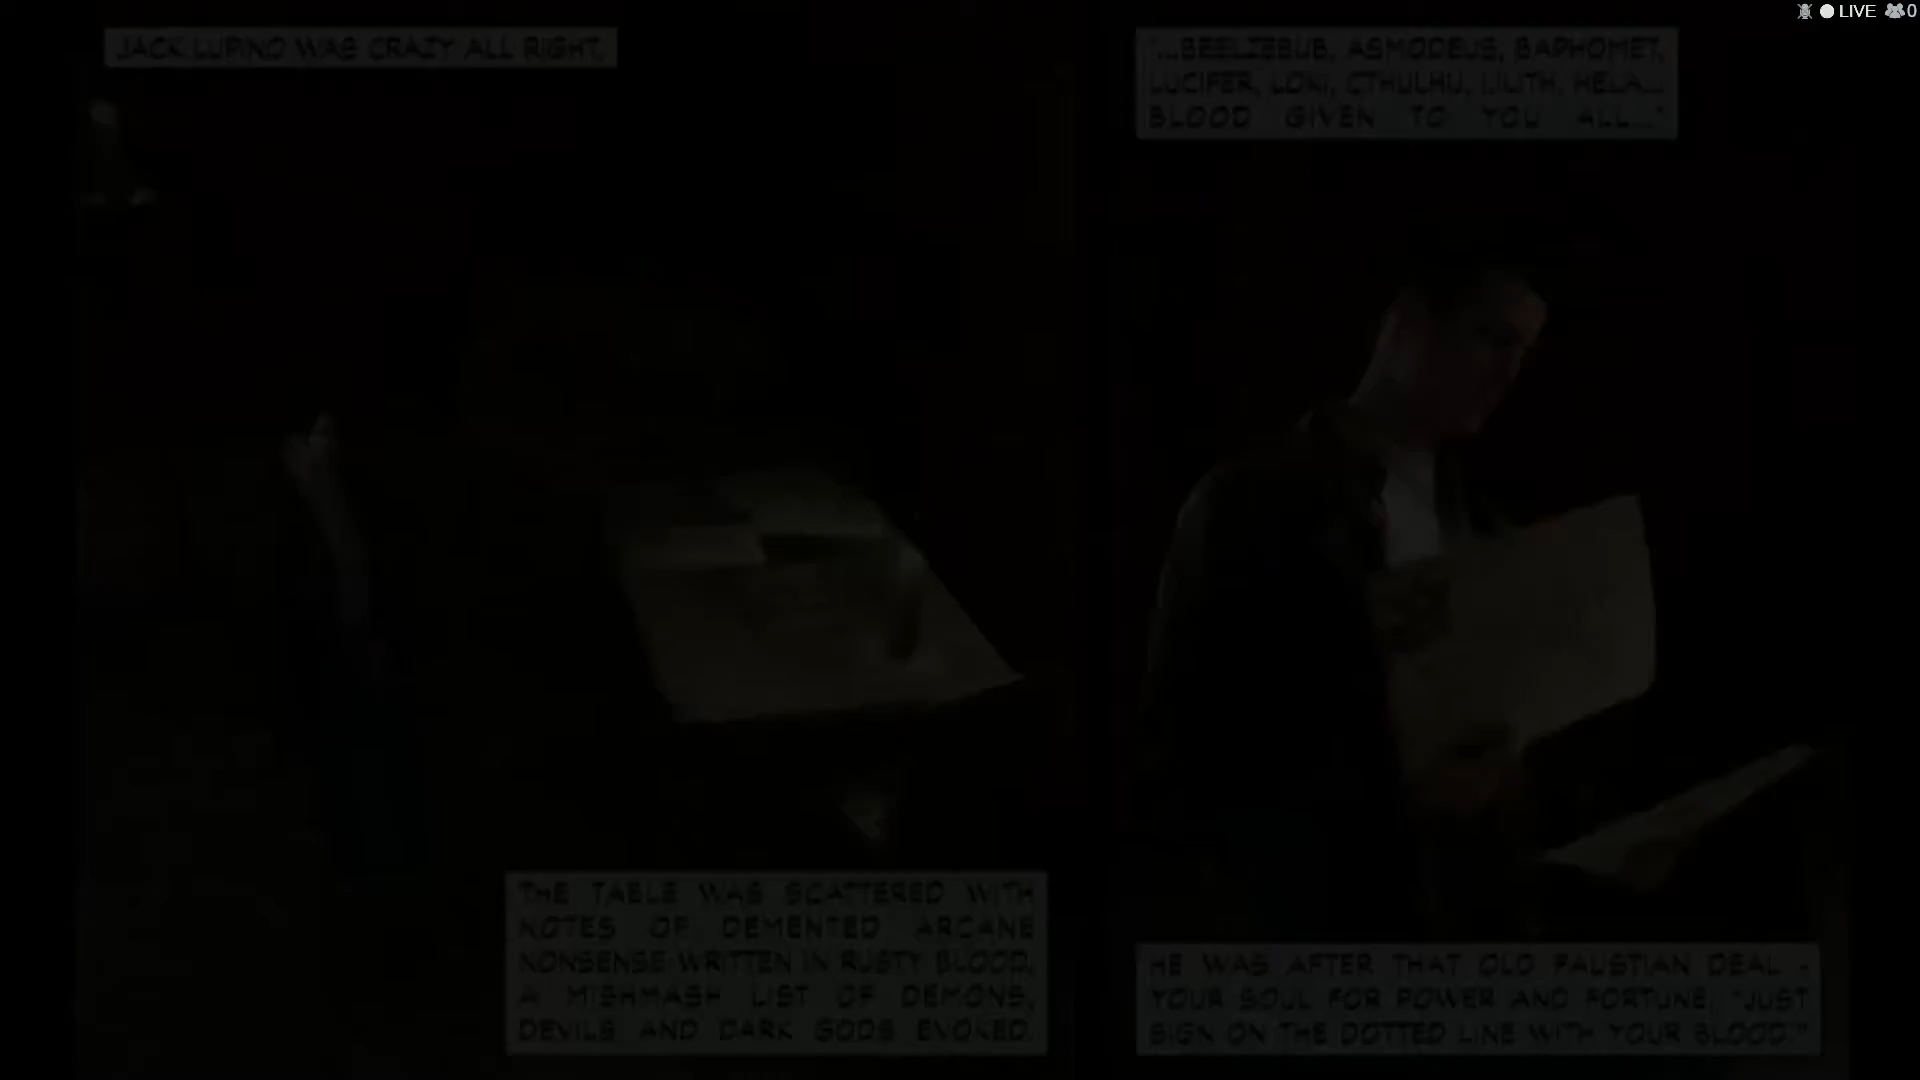 LIVE 0
JACK LUPINO WAS CRAZY ALL RIGHT.
THE TABLE WAS SCATTERED WITH
NOTES OF DEMENTED ARCANE
NONSENSE WRITTEN IN RUSTY BLOOD,
A MISHMASH LIST OF DEMONS,
DEVILS AND DARK GODS EVOKED.
"...BEELZEBUB, ASMODEUS, BAPHOMET,
LUCIFER, LOKI, CTHULHU, LILITH, HELA...
BLOOD GIVEN TO YOU ALL..."
HE WAS AFTER THAT OLD FAUSTIAN DEAL -
YOUR SOUL FOR POWER AND FORTUNE, "JUST
SIGN ON THE DOTTED LINE WITH YOUR BLOOD."